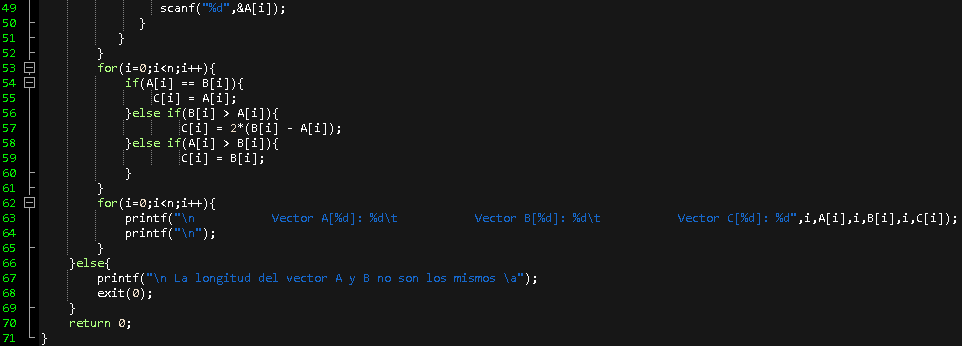 49 scanf("%d",&A[i]);
50 }
51 }
52 }
53 for(i=0;i<n;i++){
54 if(A[i] == B[i]){
55 C[i] = A[i];
56 }else if(B[i] > A[i]){
57 C[i] = 2*(B[i] - A[i]);
58 }else if(A[i] > B[i]){
59 C[i] = B[i];
60 }
61 }
62 for(i=0;i<n;i++){
63 printf("\n Vector A[%d]: %d\t Vector B[%d]: %d\t Vector C[%d]: %d",i,A[i],i,B[i],i,C[i]);
64 printf("\n");
65 }
66 }else{
67 printf("\n La longitud del vector A y B no son los mismos \a");
68 exit(0);
69 }
70 return 0;
71 }